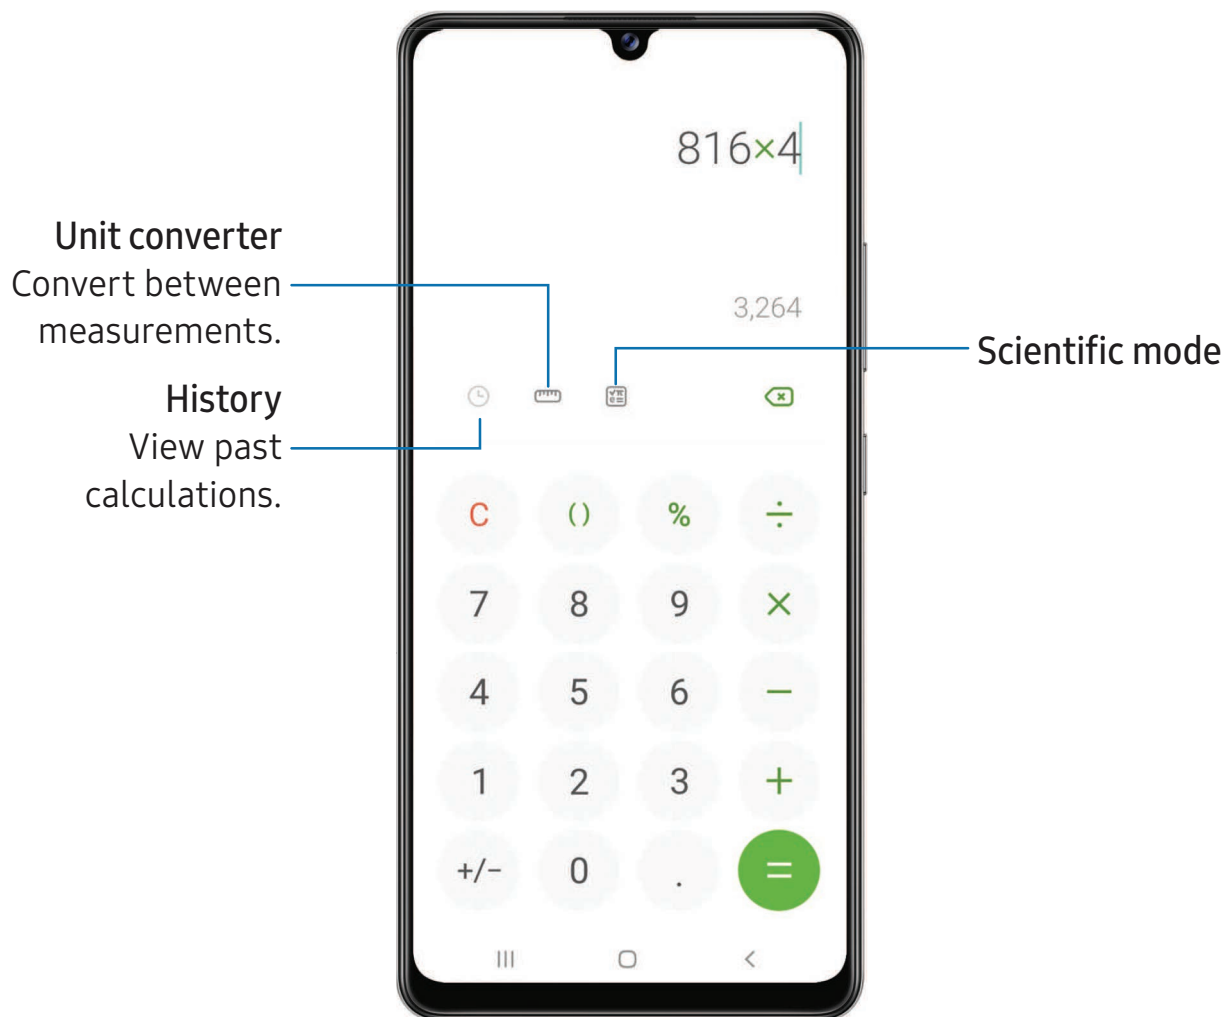 816×4
3,264
Unit converter
Convert between
measurements.
History
View past
calculations.
Scientific mode
√π
e=
C () % ÷
7 8 9 ×
4 5 6 −
1 2 3 +
+/− 0 . =